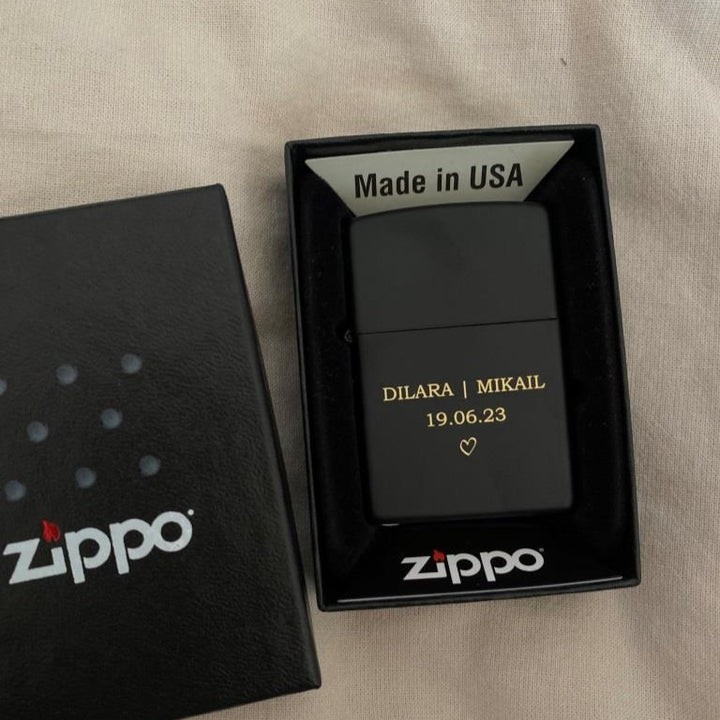 Made in USA
DILARA | MIKAIL
19.06.23
zippo
zippo